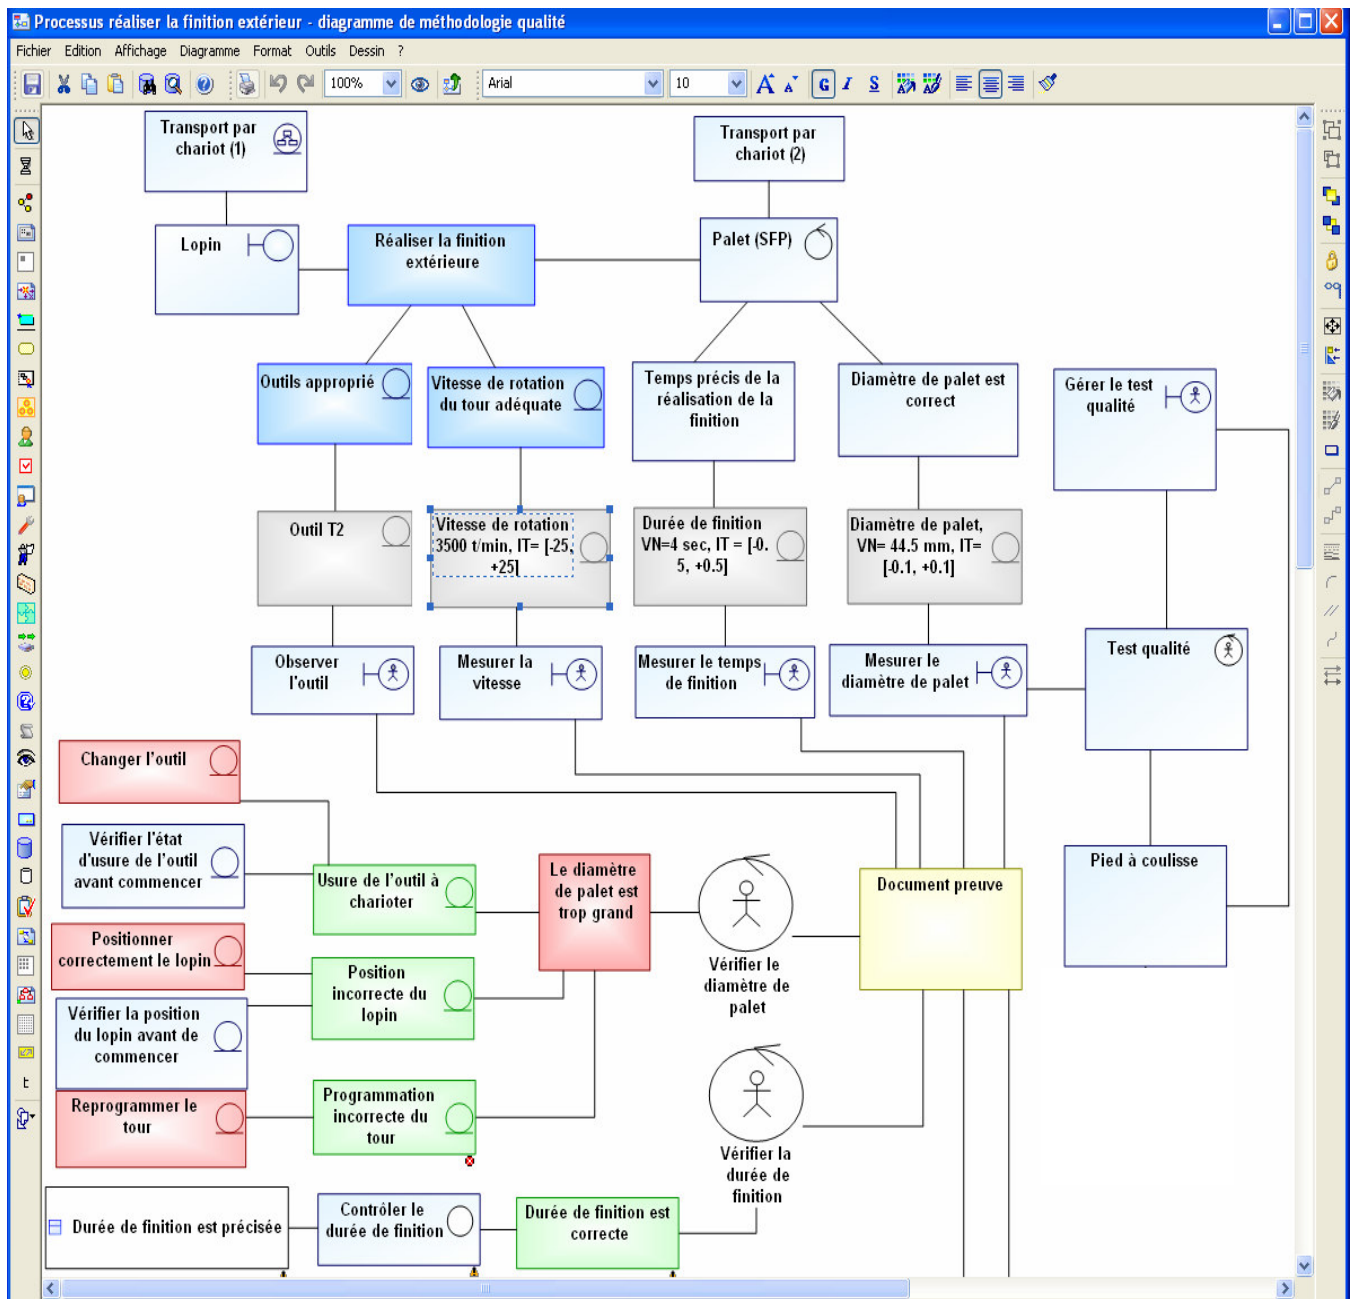 Processus réaliser la finition extérieur - diagramme de méthodologie qualité
Fichier Edition Affichage Diagramme Format Outils Dessin ?
100% Arial 10 A A G I S
Transport par
chariot (1)
Transport par
chariot (2)
Lopin
Réaliser la finition
extérieure
Palet (SFP)
Outils approprié
Vitesse de rotation
du tour adéquate
Temps précis de la
réalisation de la
finition
Diamètre de palet est
correct
Gérer le test
qualité
Outil T2
Vitesse de rotation
3500 t/min, IT= [-25,
+25]
Durée de finition
VN=4 sec, IT = [-0.
5, +0.5]
Diamètre de palet,
VN= 44.5 mm, IT=
[-0.1, +0.1]
Observer
l'outil
Mesurer la
vitesse
Mesurer le temps
de finition
Mesurer le
diamètre de palet
Test qualité
Changer l'outil
Vérifier l'état
d'usure de l'outil
avant commencer
Usure de l'outil à
charioter
Le diamètre
de palet est
trop grand
Vérifier le
diamètre de
palet
Document preuve
Pied à coulisse
Positionner
correctement le lopin
Position
incorrecte du
lopin
Vérifier la position
du lopin avant de
commencer
Reprogrammer le
tour
Programmation
incorrecte du
tour
Vérifier la
durée de
finition
Durée de finition est précisée
Contrôler le
durée de finition
Durée de finition est
correcte